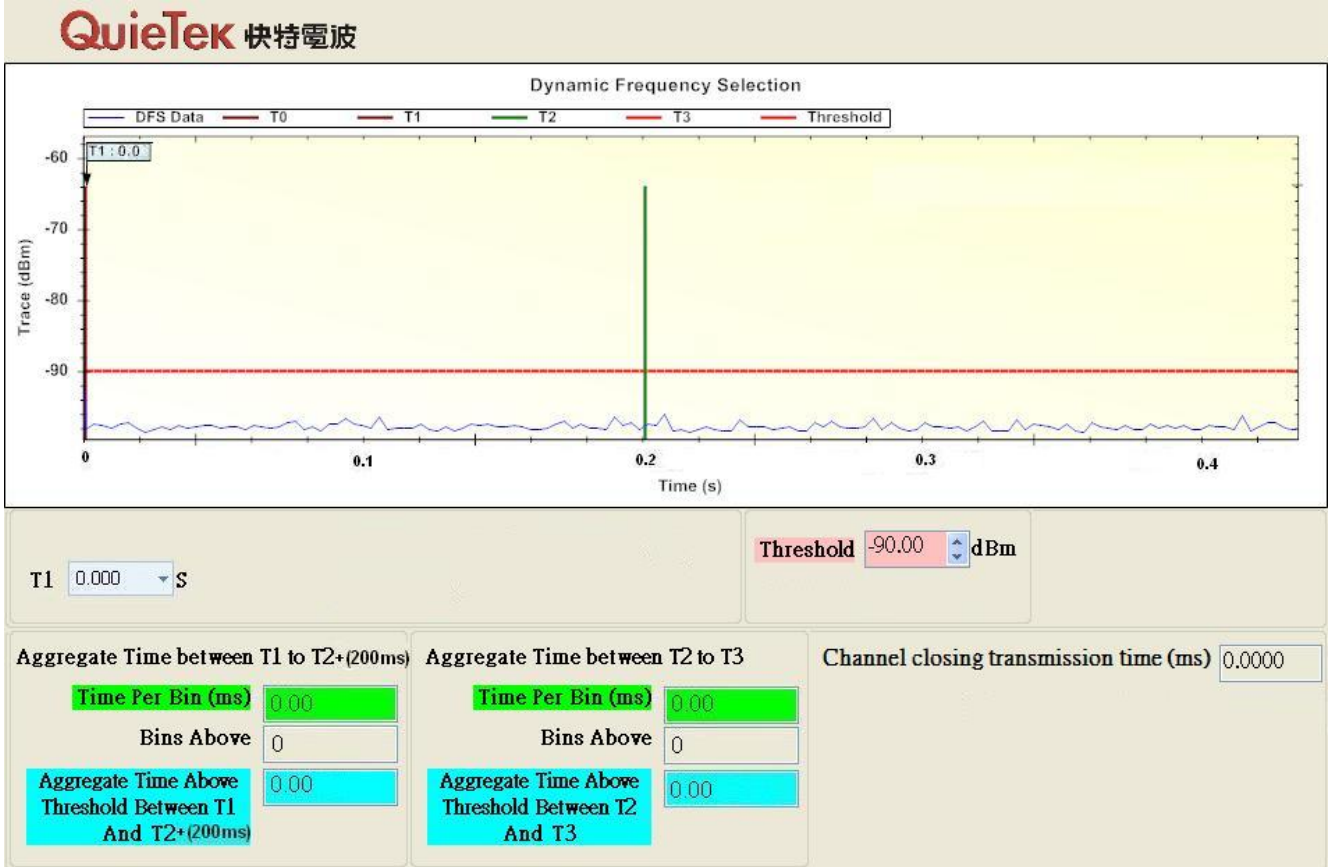 QuieTek 快特電波
Dynamic Frequency Selection
DFS Data T0 T1 T2 T3 Threshold
T1 : 0.0
Trace (dBm)
-60
-70
-80
-90
0 0.1 0.2 0.3 0.4
Time (s)
T1 0.000 S
Threshold -90.00 dBm
Aggregate Time between T1 to T2+(200ms)
Time Per Bin (ms) 0.00
Bins Above 0
Aggregate Time Above 0.00
Threshold Between T1
And T2+(200ms)
Aggregate Time between T2 to T3
Time Per Bin (ms) 0.00
Bins Above 0
Aggregate Time Above 0.00
Threshold Between T2
And T3
Channel closing transmission time (ms) 0.0000